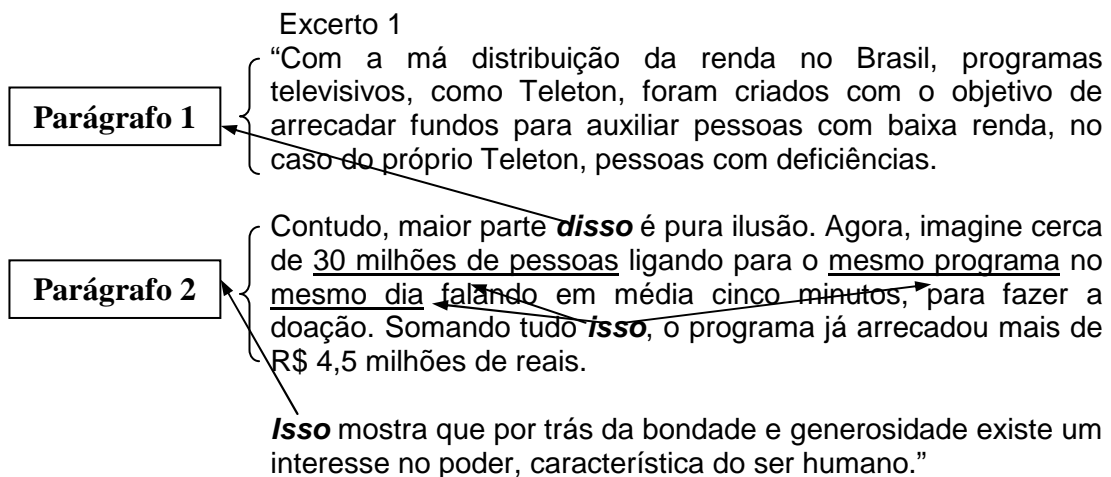 Excerto 1
“Com a má distribuição da renda no Brasil, programas
televisivos, como Teleton, foram criados com o objetivo de
Parágrafo 1
arrecadar fundos para auxiliar pessoas com baixa renda, no
caso do próprio Teleton, pessoas com deficiências.
Contudo, maior parte disso é pura ilusão. Agora, imagine cerca
de 30 milhões de pessoas ligando para o mesmo programa no
Parágrafo 2
mesmo dia falando em média cinco minutos, para fazer a
doação. Somando tudo isso, o programa já arrecadou mais de
R$ 4,5 milhões de reais.
Isso mostra que por trás da bondade e generosidade existe um
interesse no poder, característica do ser humano.”